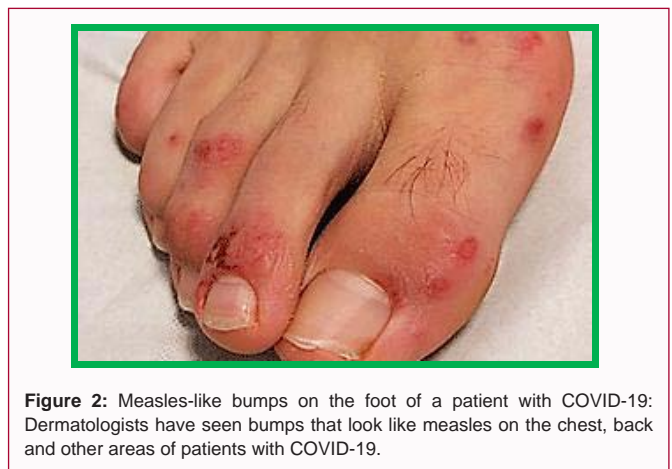 Figure 2: Measles-like bumps on the foot of a patient with COVID-19:
Dermatologists have seen bumps that look like measles on the chest, back
and other areas of patients with COVID-19.